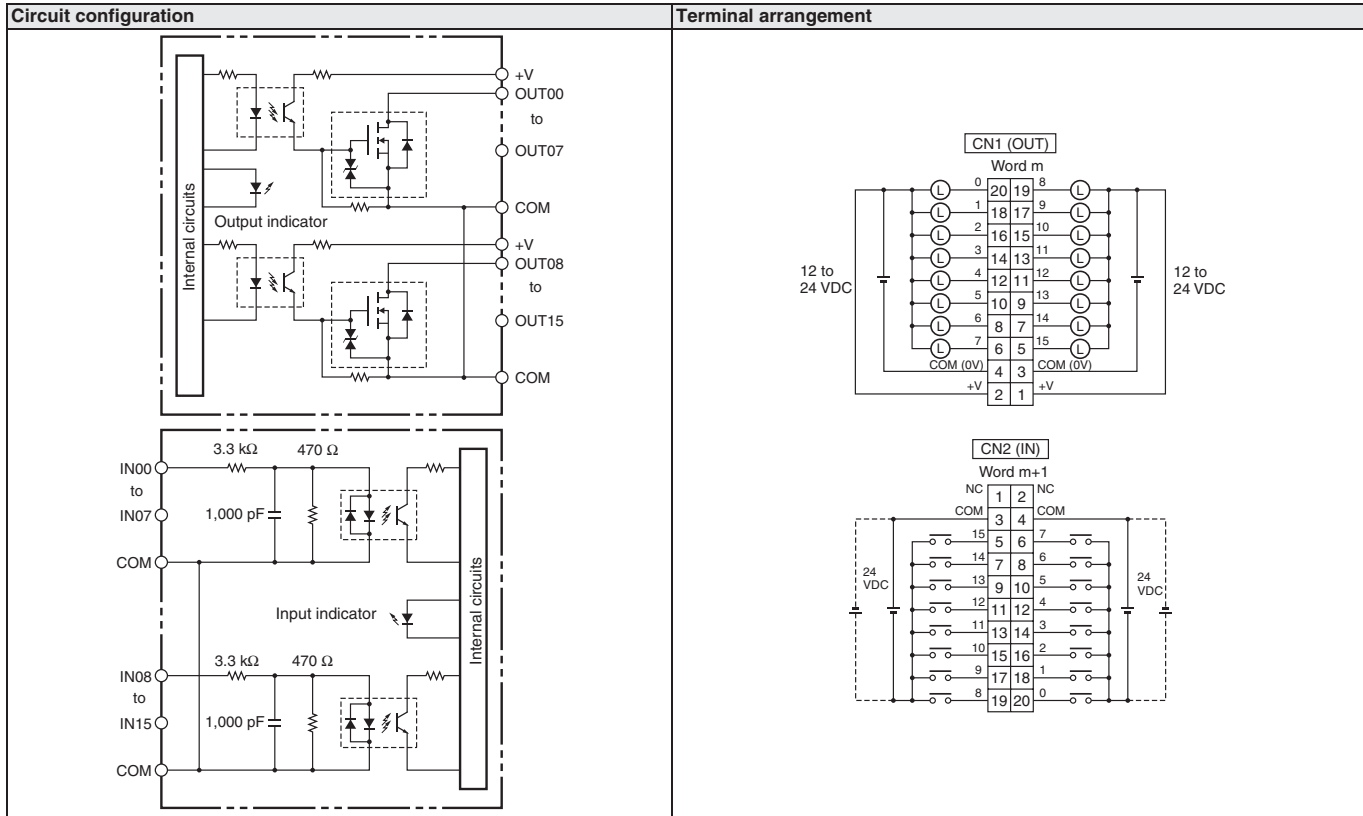 Circuit configuration
Terminal arrangement
+V
OUT00
to
OUT07
Internal circuits
Output indicator
COM
+V
OUT08
to
OUT15
COM
3.3 kΩ 470 Ω
IN00
to
IN07
1,000 pF
COM
Internal circuits
Input indicator
3.3 kΩ 470 Ω
IN08
to
IN15
1,000 pF
COM
CN1 (OUT)
Word m
0 20 19 8
L L
1 18 17 9
L L
2 16 15 10
L L
3 14 13 11
L L
4 12 11 12
L L
5 10 9 13
L L
6 8 7 14
L L
7 6 5 15
L L
COM (0V) 4 3 COM (0V)
+V 2 1 +V
12 to
24 VDC
12 to
24 VDC
CN2 (IN)
Word m+1
NC 1 2 NC
COM 3 4 COM
15 5 6 7
14 7 8 6
13 9 10 5
12 11 12 4
11 13 14 3
10 15 16 2
9 17 18 1
8 19 20 0
24
VDC
24
VDC